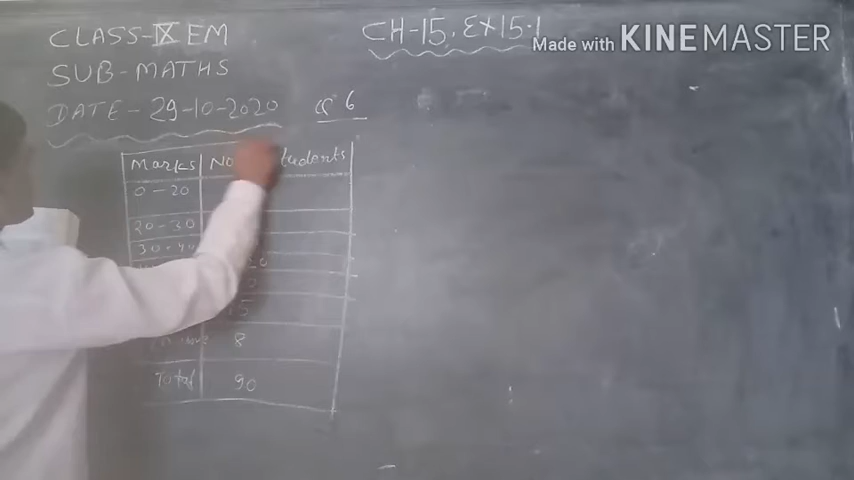 CLASS-IX EM
CH-15, EX 15.1
Made with KINEMASTER
SUB-MATHS
DATE-29-10-2020
6
Marks No Students
0-20
20-30
30-40
15
8
Total 90